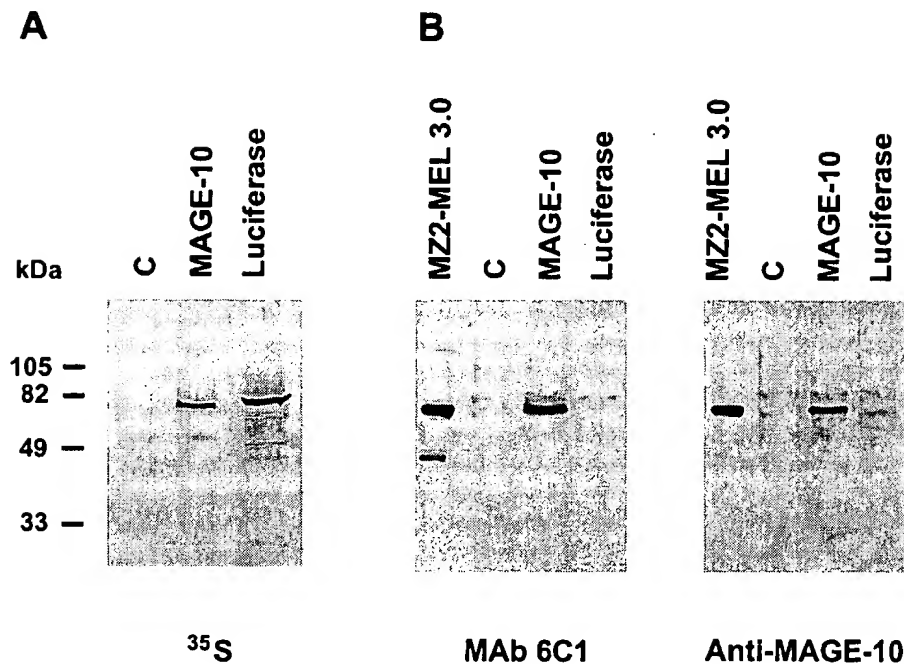 A
B
C
MAGE-10
Luciferase
MZ2-MEL 3.0
C
MAGE-10
Luciferase
MZ2-MEL 3.0
C
MAGE-10
Luciferase
kDa
105
82
49
33
³⁵S
MAb 6C1
Anti-MAGE-10